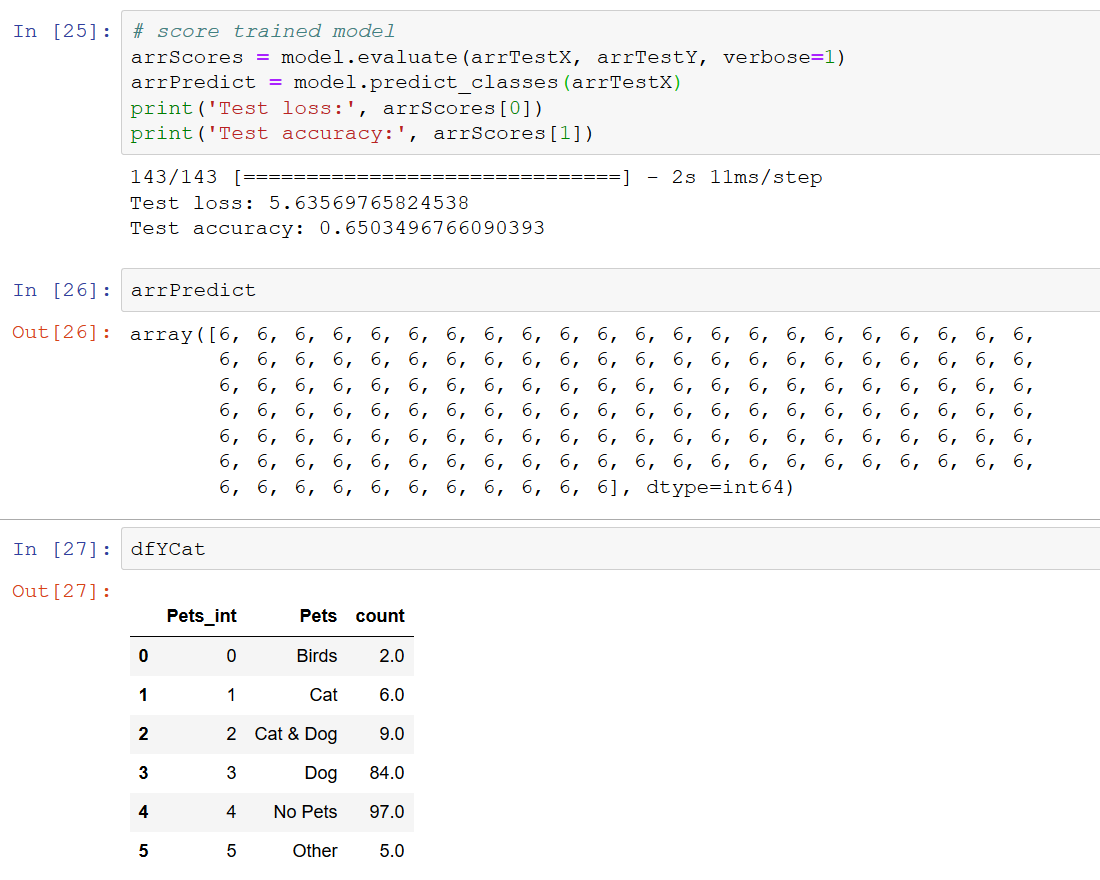 In [25]:
# score trained model
arrScores = model.evaluate(arrTestX, arrTestY, verbose=1)
arrPredict = model.predict_classes(arrTestX)
print('Test loss:', arrScores[0])
print('Test accuracy:', arrScores[1])
143/143 [==============================] - 2s 11ms/step
Test loss: 5.63569765824538
Test accuracy: 0.6503496766090393
In [26]: arrPredict
Out[26]: array([6, 6, 6, 6, 6, 6, 6, 6, 6, 6, 6, 6, 6, 6, 6, 6, 6, 6, 6, 6, 6, 6,
6, 6, 6, 6, 6, 6, 6, 6, 6, 6, 6, 6, 6, 6, 6, 6, 6, 6, 6, 6, 6, 6,
6, 6, 6, 6, 6, 6, 6, 6, 6, 6, 6, 6, 6, 6, 6, 6, 6, 6, 6, 6, 6, 6,
6, 6, 6, 6, 6, 6, 6, 6, 6, 6, 6, 6, 6, 6, 6, 6, 6, 6, 6, 6, 6, 6,
6, 6, 6, 6, 6, 6, 6, 6, 6, 6, 6, 6, 6, 6, 6, 6, 6, 6, 6, 6, 6, 6,
6, 6, 6, 6, 6, 6, 6, 6, 6, 6, 6, 6, 6, 6, 6, 6, 6, 6, 6, 6, 6, 6,
6, 6, 6, 6, 6, 6, 6, 6, 6, 6, 6], dtype=int64)
In [27]: dfYCat
Out[27]:
Pets_int Pets count
0 0 Birds 2.0
1 1 Cat 6.0
2 2 Cat & Dog 9.0
3 3 Dog 84.0
4 4 No Pets 97.0
5 5 Other 5.0